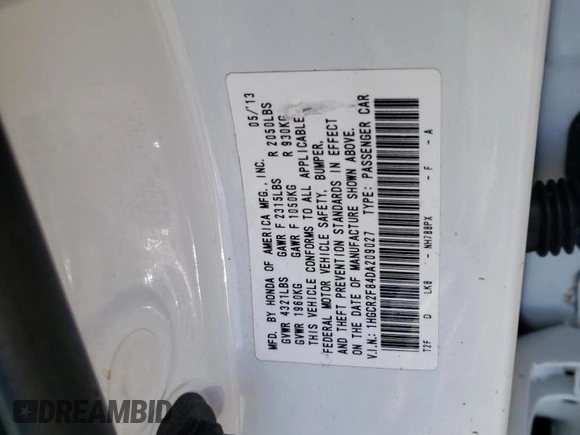 MFD. BY HONDA OF AMERICA MFG., INC. 05/'13
GVWR 4321LBS GAWR F 2315LBS R 2050LBS
GVWR 1960KG GAWR F 1050KG R 930KG
THIS VEHICLE CONFORMS TO ALL APPLICABLE
FEDERAL MOTOR VEHICLE SAFETY, BUMPER,
AND THEFT PREVENTION STANDARDS IN EFFECT
ON THE DATE OF MANUFACTURE SHOWN ABOVE.
V.I.N.: 1HGCR2F84DA209027 TYPE: PASSENGER CAR
T2F D LK8 - NH788PX - F - A
DREAMBID